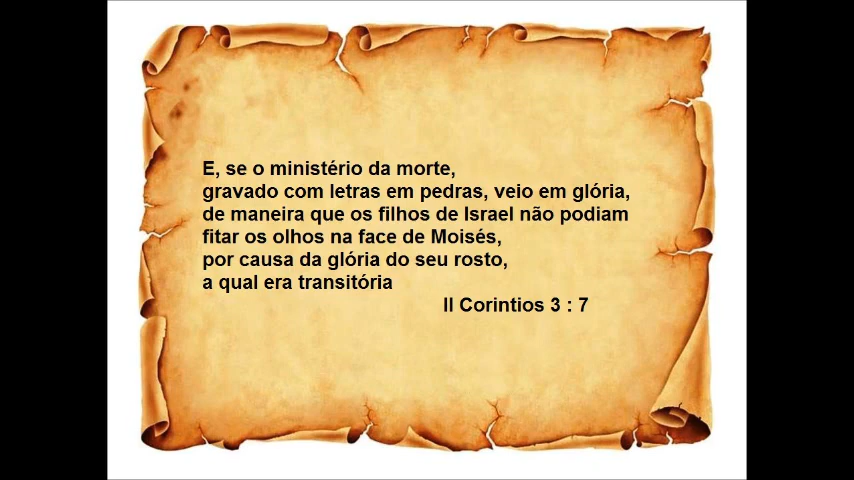 E, se o ministério da morte,
gravado com letras em pedras, veio em glória,
de maneira que os filhos de Israel não podiam
fitar os olhos na face de Moisés,
por causa da glória do seu rosto,
a qual era transitória
II Corintios 3 : 7